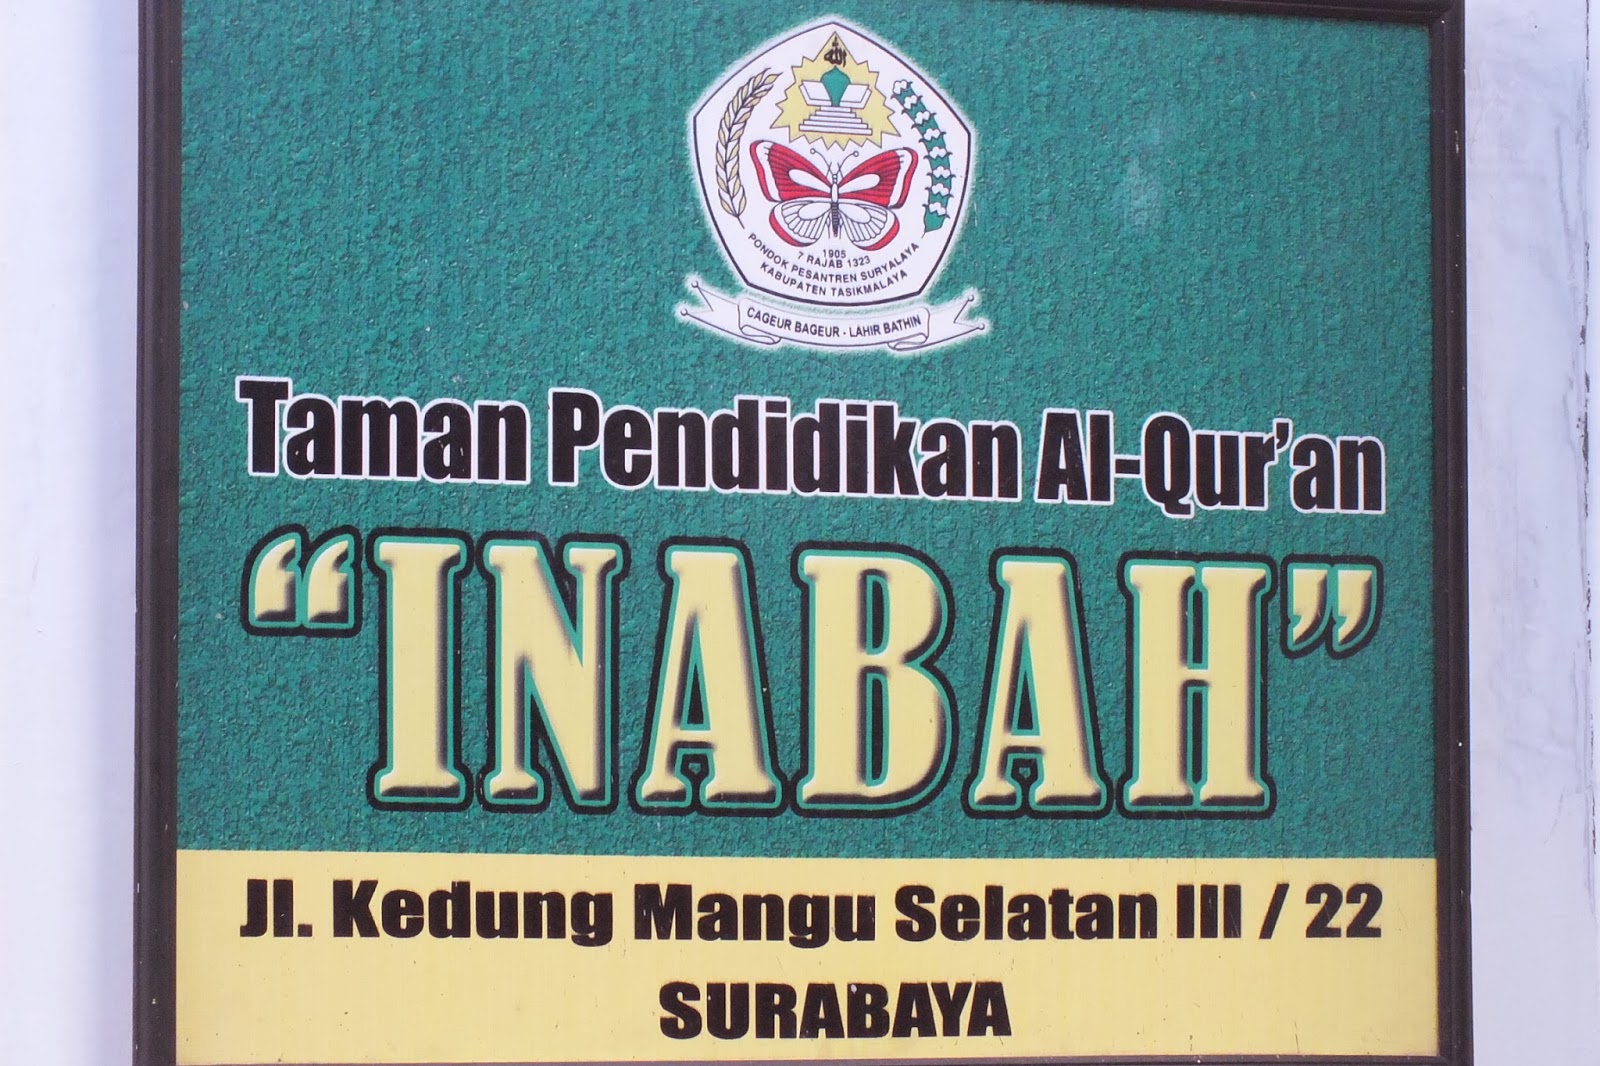 الله
1905
7 RAJAB 1323
PONDOK PESANTREN SURYALAYA
KABUPATEN TASIKMALAYA
CAGEUR BAGEUR - LAHIR BATHIN
Taman Pendidikan Al-Qur'an
“INABAH”
Jl. Kedung Mangu Selatan III / 22
SURABAYA